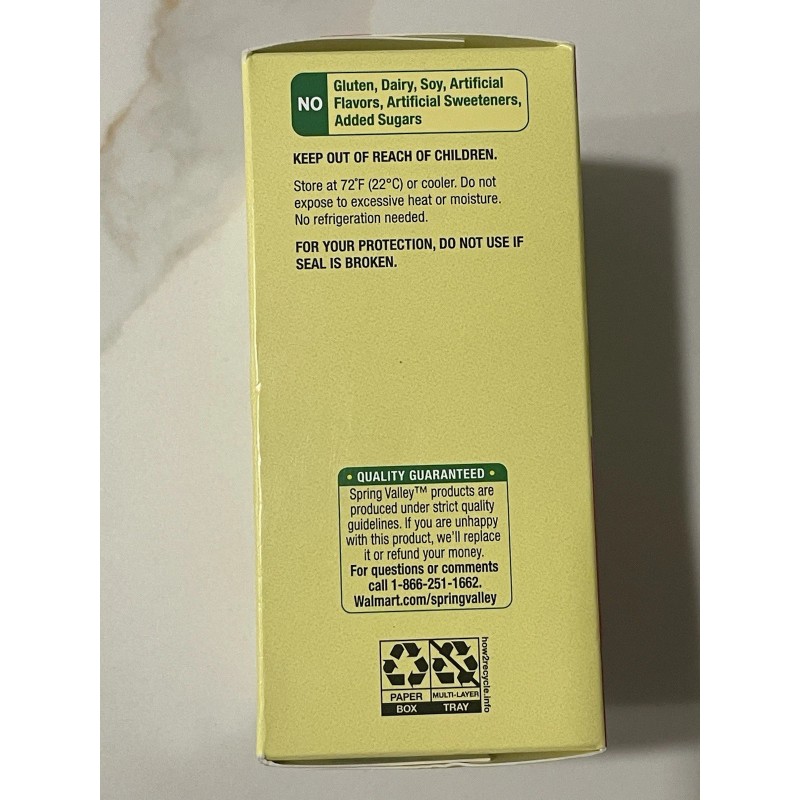 NO
Gluten, Dairy, Soy, Artificial
Flavors, Artificial Sweeteners,
Added Sugars
KEEP OUT OF REACH OF CHILDREN.
Store at 72°F (22°C) or cooler. Do not
expose to excessive heat or moisture.
No refrigeration needed.
FOR YOUR PROTECTION, DO NOT USE IF
SEAL IS BROKEN.
• QUALITY GUARANTEED •
Spring Valley™ products are
produced under strict quality
guidelines. If you are unhappy
with this product, we'll replace
it or refund your money.
For questions or comments
call 1-866-251-1662.
Walmart.com/springvalley
PAPER
BOX
MULTI-LAYER
TRAY
how2recycle.info